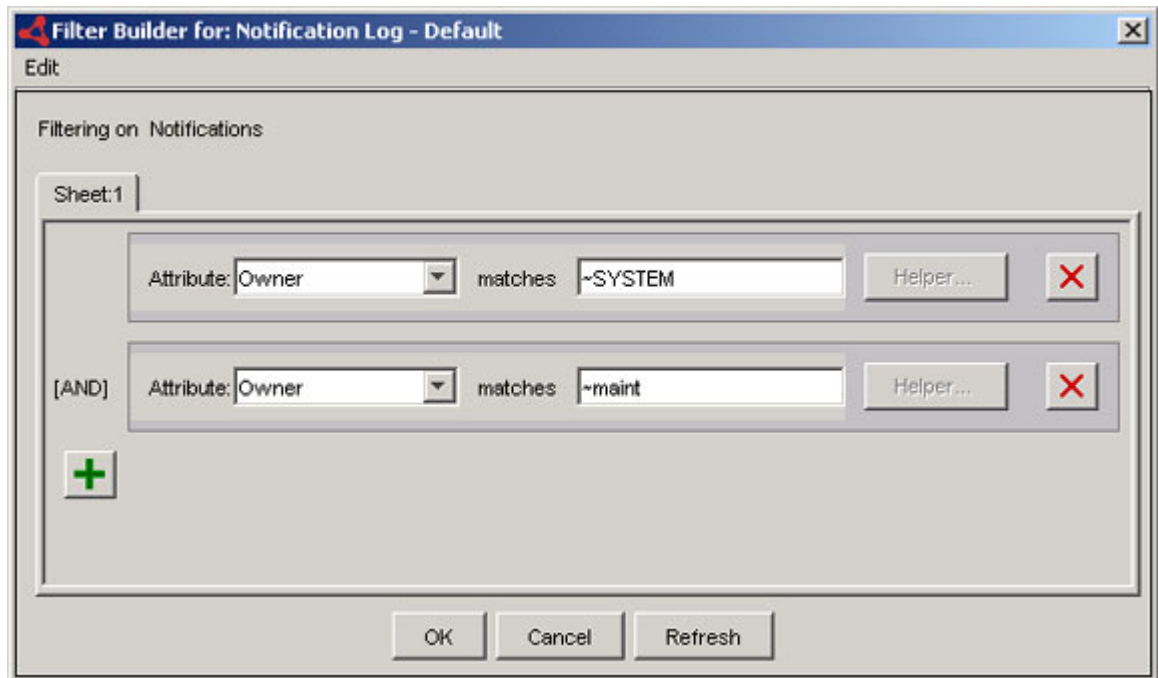 Filter Builder for: Notification Log - Default
Edit
Filtering on Notifications
Sheet:1
Attribute: Owner matches ~SYSTEM Helper...
[AND] Attribute: Owner matches ~maint Helper...
OK Cancel Refresh